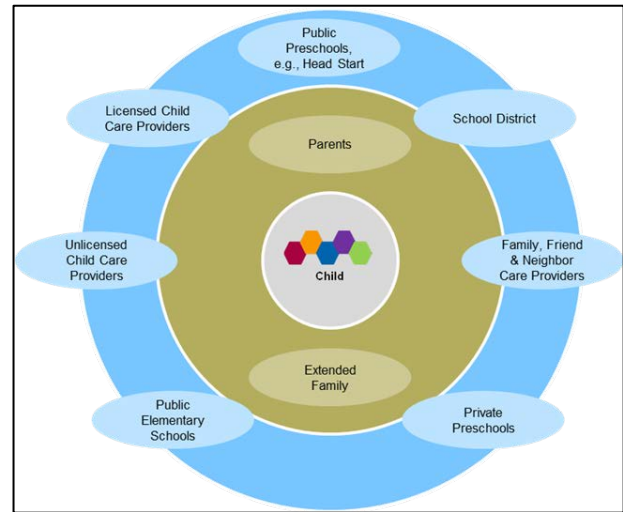 Public
Preschools,
e.g., Head Start
Licensed Child
Care Providers
School District
Parents
Unlicensed
Child Care
Providers
Child
Family, Friend
& Neighbor
Care Providers
Extended
Family
Public
Elementary
Schools
Private
Preschools